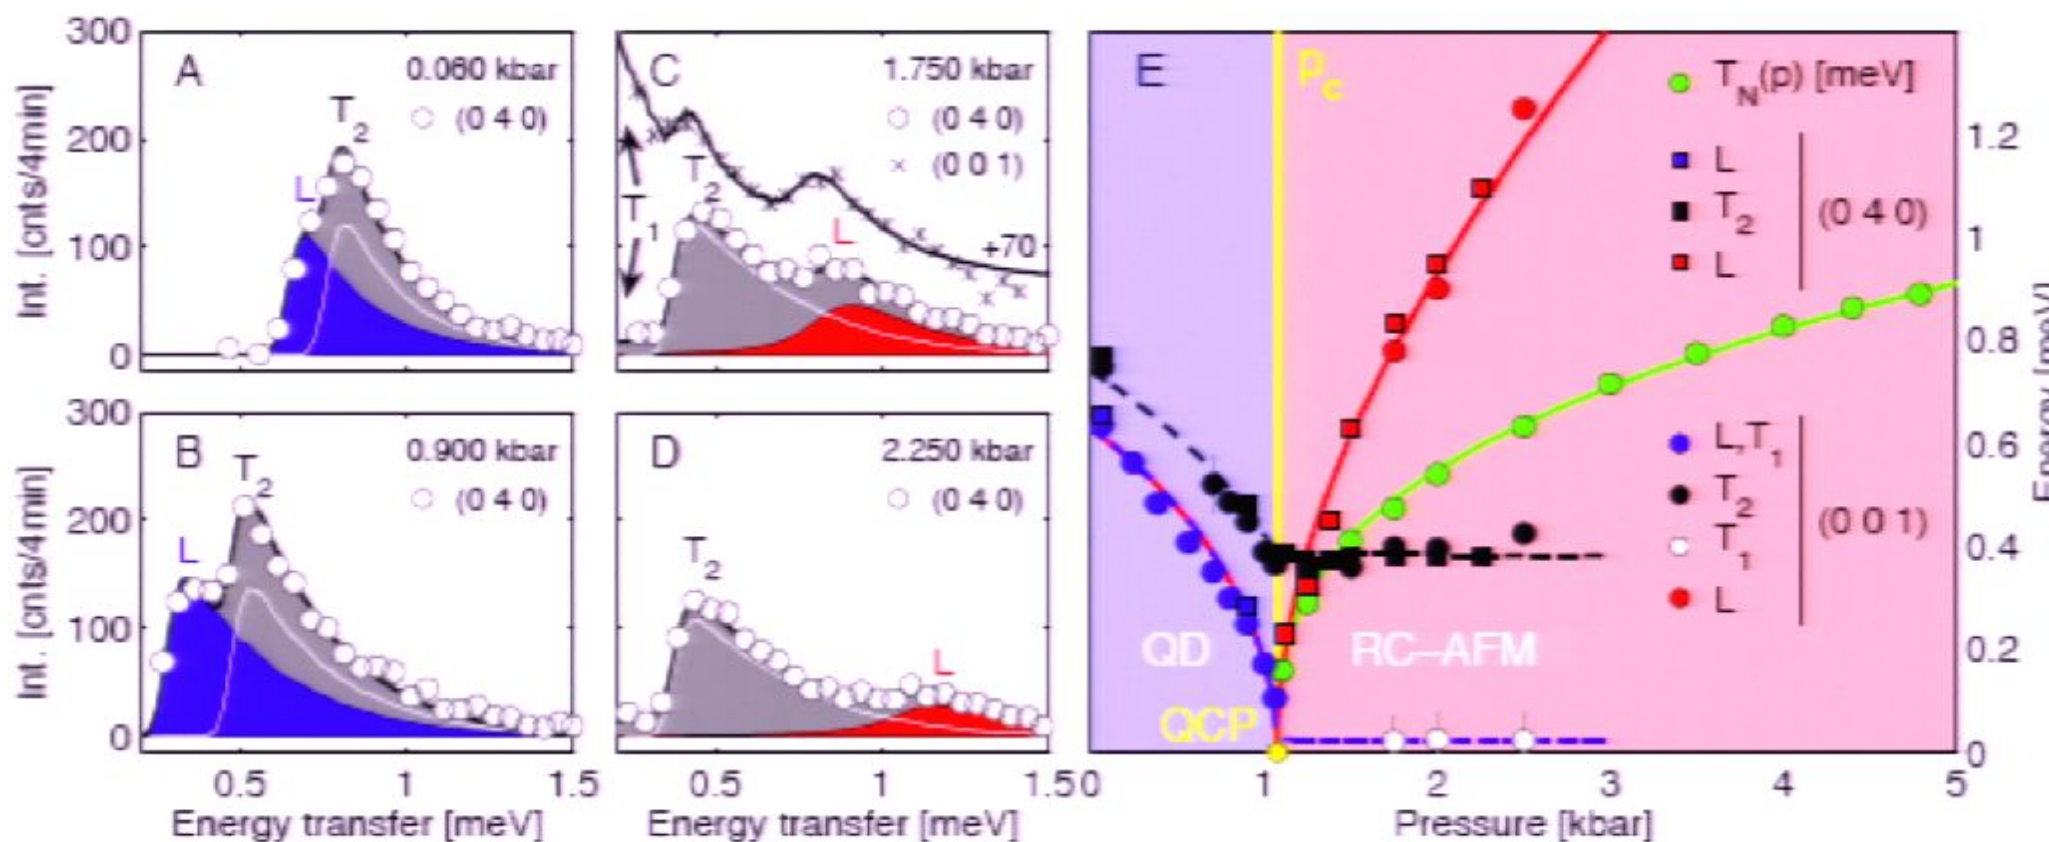 300
200
100
0
Int. [cnts/4min]
A
0.060 kbar
(0 4 0)
T2
L
C
1.750 kbar
(0 4 0)
(0 0 1)
T2
T1
L
+70
300
200
100
0
Int. [cnts/4min]
B
0.900 kbar
(0 4 0)
T2
L
0.5
1
1.5
Energy transfer [meV]
D
2.250 kbar
(0 4 0)
T2
L
0.5
1
1.5
Energy transfer [meV]
E
Pc
TN(p) [meV]
L
T2
L
(0 4 0)
L,T1
T2
T1
L
(0 0 1)
QD
RC–AFM
QCP
0
1
2
3
4
5
Pressure [kbar]
1.2
1
0.8
0.6
0.4
0.2
0
Energy [meV]